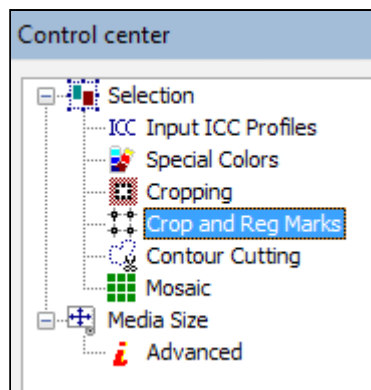 Control center
Selection
ICC Input ICC Profiles
Special Colors
Cropping
Crop and Reg Marks
Contour Cutting
Mosaic
Media Size
i Advanced